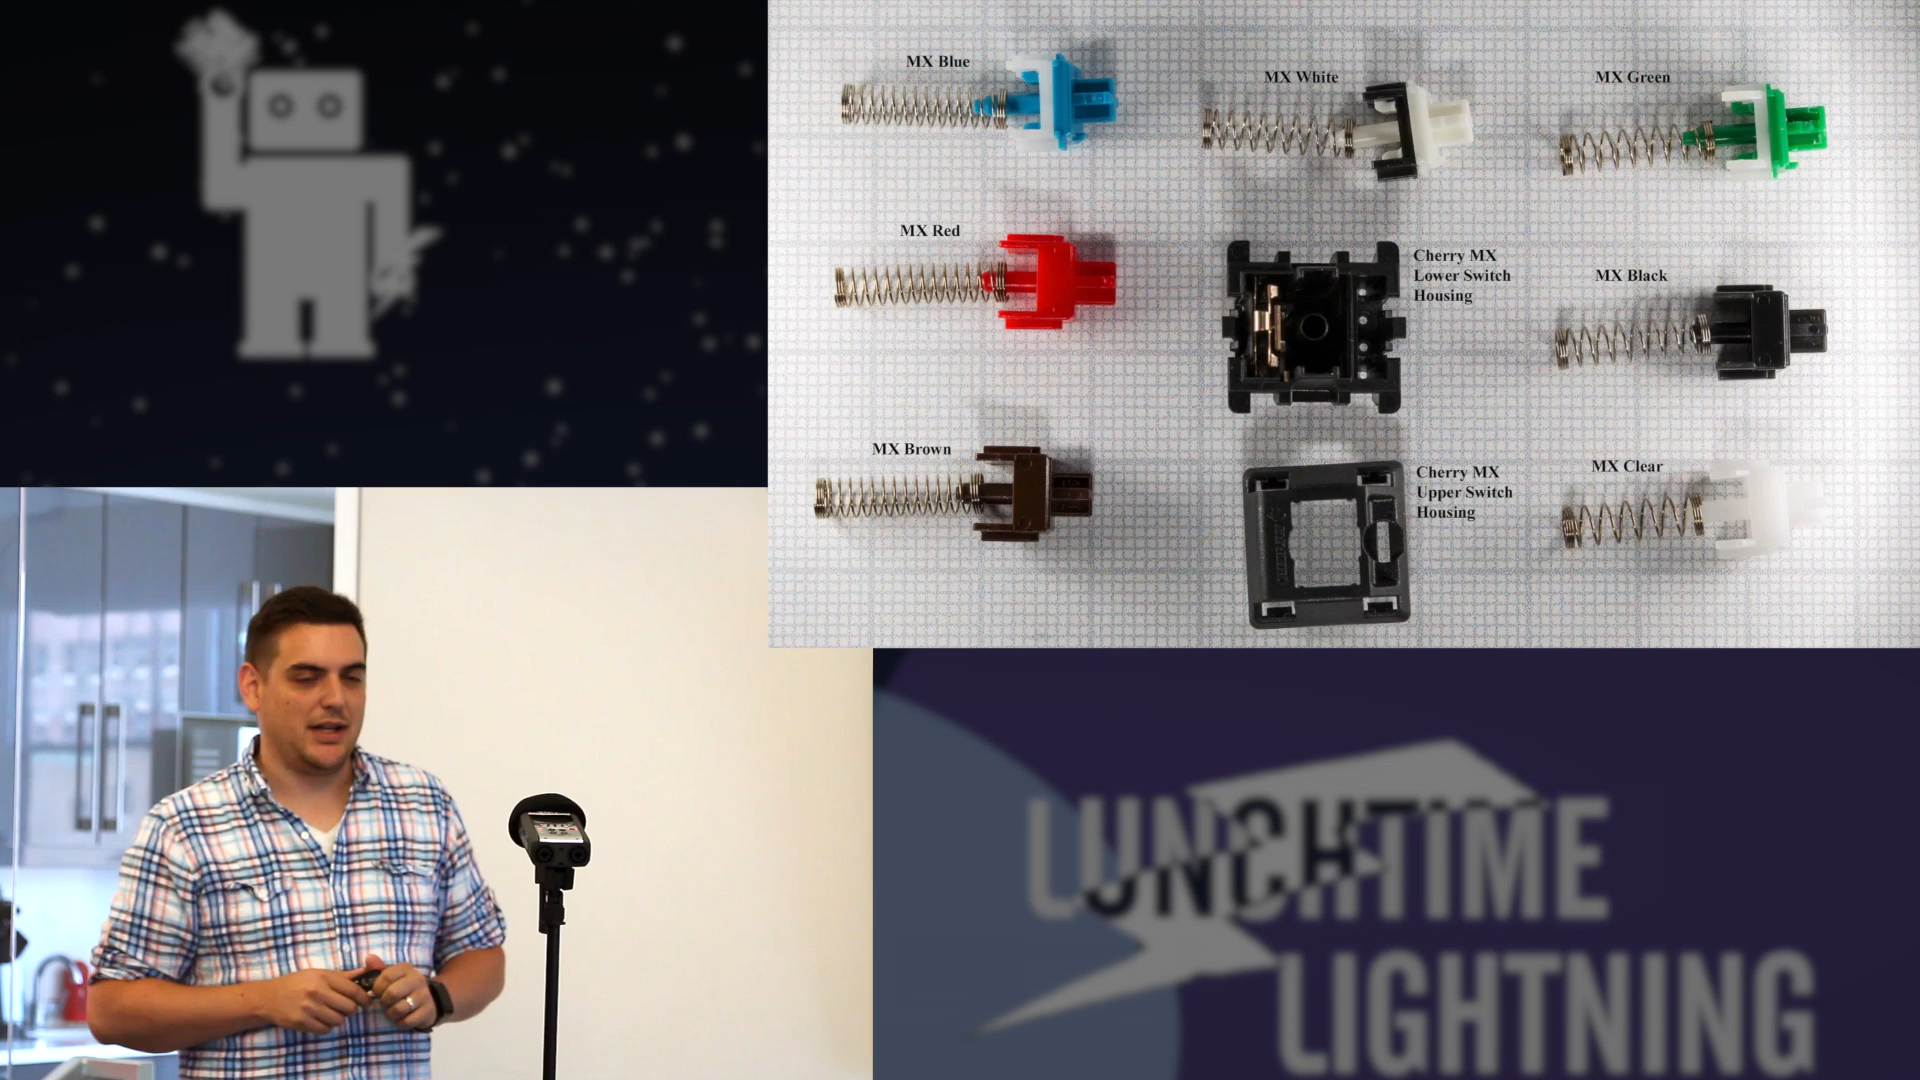 MX Blue
MX White
MX Green
MX Red
Cherry MX
Lower Switch
Housing
MX Black
MX Brown
Cherry MX
Upper Switch
Housing
MX Clear
LUNCHTIME
LIGHTNING